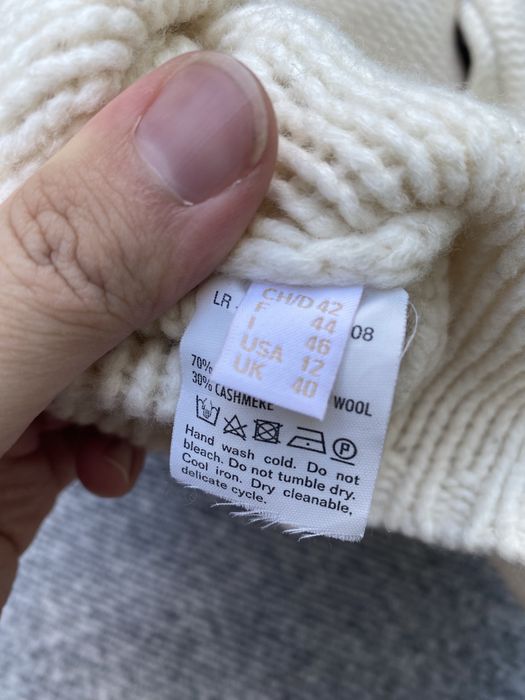 CH/D 42
F 44
I 46
USA 12
UK 40
LR
08
70%
WOOL
30% CASHMERE
P
Hand wash cold. Do not
bleach. Do not tumble dry.
Cool iron. Dry cleanable,
delicate cycle.